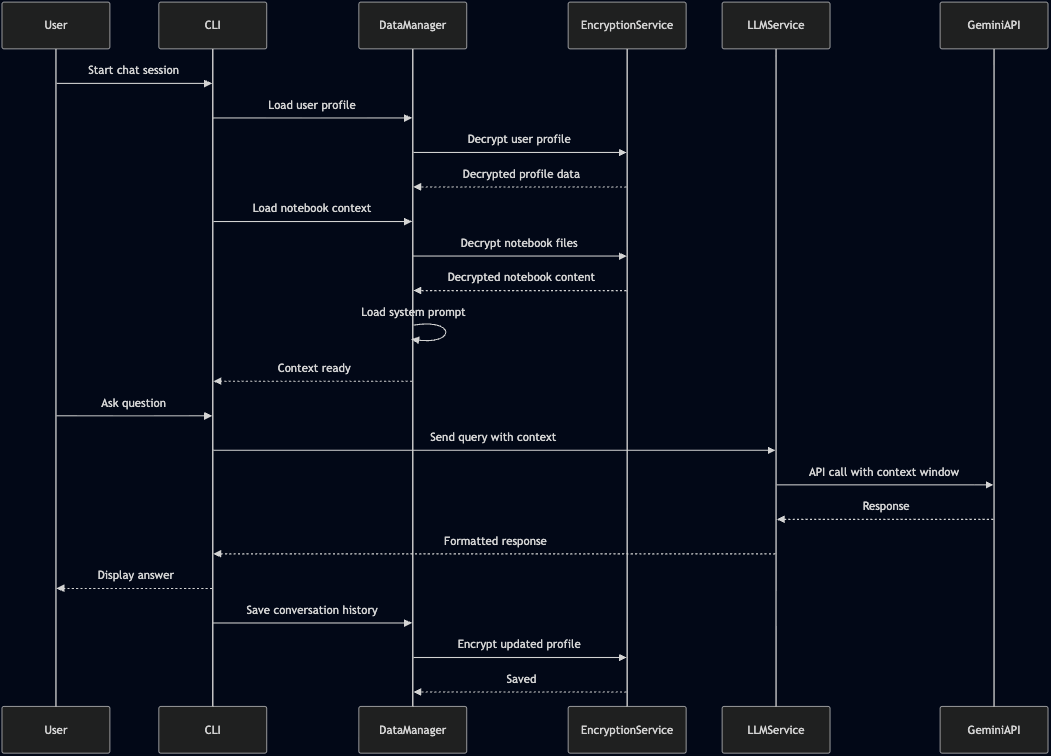 User
CLI
DataManager
EncryptionService
LLMService
GeminiAPI
Start chat session
Load user profile
Decrypt user profile
Decrypted profile data
Load notebook context
Decrypt notebook files
Decrypted notebook content
Load system prompt
Context ready
Ask question
Send query with context
API call with context window
Response
Formatted response
Display answer
Save conversation history
Encrypt updated profile
Saved
User
CLI
DataManager
EncryptionService
LLMService
GeminiAPI